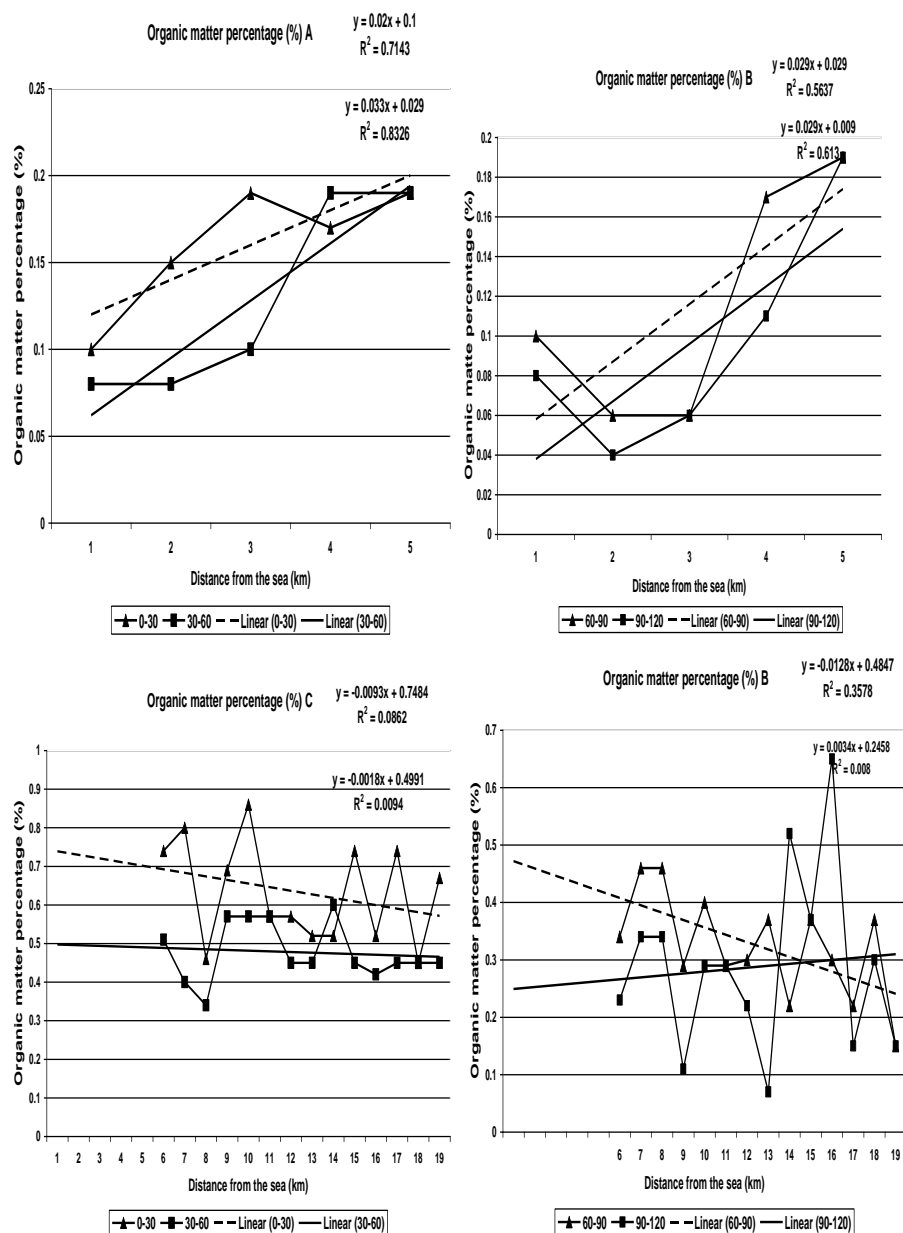 Organic matter percentage (%) A
y = 0.02x + 0.1
R² = 0.7143
y = 0.033x + 0.029
R² = 0.8326
Organic matter percentage (%)
0.25
0.2
0.15
0.1
0.05
0
1 2 3 4 5
Distance from the sea (km)
0-30 30-60 Linear (0-30) Linear (30-60)
Organic matter percentage (%) B
y = 0.029x + 0.029
R² = 0.5637
y = 0.029x + 0.009
R² = 0.613
Organic matte percentage (%)
0.2
0.18
0.16
0.14
0.12
0.1
0.08
0.06
0.04
0.02
0
1 2 3 4 5
Distance from the sea (km)
60-90 90-120 Linear (60-90) Linear (90-120)
Organic matter percentage (%) C
y = -0.0093x + 0.7484
R² = 0.0862
y = -0.0018x + 0.4991
R² = 0.0094
Organic matter percentage (%)
1
0.9
0.8
0.7
0.6
0.5
0.4
0.3
0.2
0.1
0
1 2 3 4 5 6 7 8 9 10 11 12 13 14 15 16 17 18 19
Distance from the sea (km)
0-30 30-60 Linear (0-30) Linear (30-60)
Organic matter percentage (%) B
y = -0.0128x + 0.4847
R² = 0.3578
y = 0.0034x + 0.2458
R² = 0.008
Organic matter percentage (%)
0.7
0.6
0.5
0.4
0.3
0.2
0.1
0
6 7 8 9 10 11 12 13 14 15 16 17 18 19
Distance from the sea (km)
60-90 90-120 Linear (60-90) Linear (90-120)